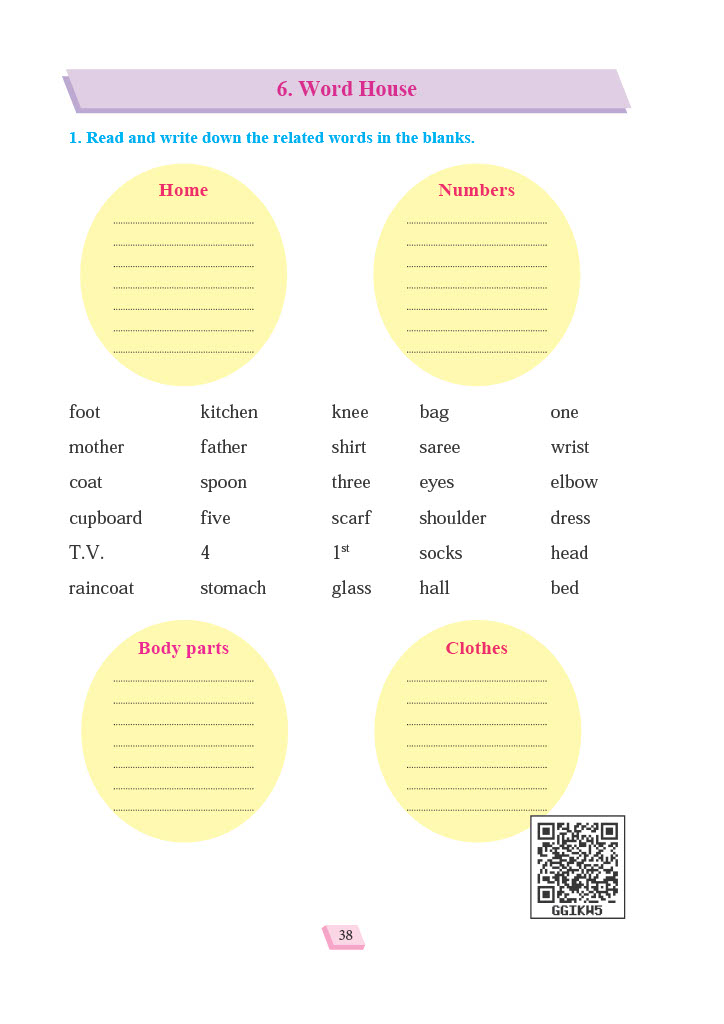 6. Word House
1. Read and write down the related words in the blanks.
Home
Numbers
foot kitchen knee bag one
mother father shirt saree wrist
coat spoon three eyes elbow
cupboard five scarf shoulder dress
T.V. 4 1st socks head
raincoat stomach glass hall bed
Body parts
Clothes
GGIKW5
38